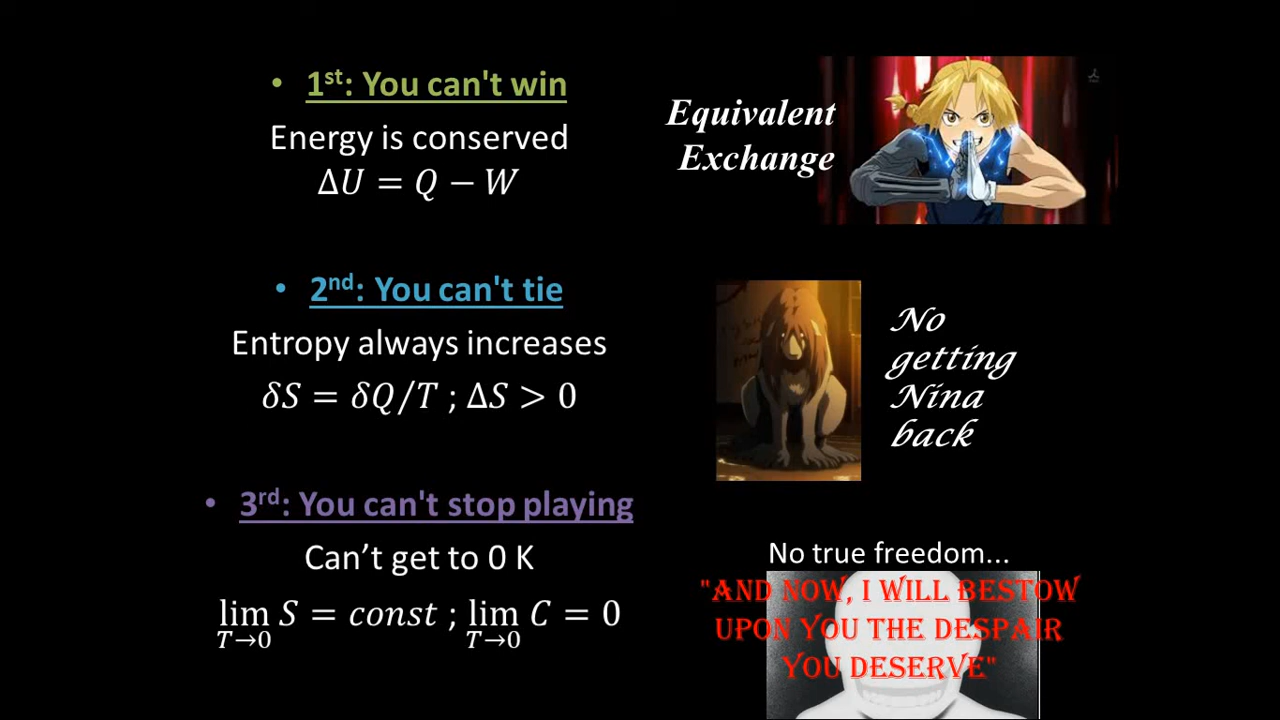 • 1st: You can't win
Energy is conserved
ΔU = Q − W
Equivalent
Exchange
• 2nd: You can't tie
Entropy always increases
δS = δQ/T ; ΔS > 0
No
getting
Nina
back
• 3rd: You can't stop playing
Can’t get to 0 K
lim T→0 S = const ; lim T→0 C = 0
No true freedom...
"AND NOW, I WILL BESTOW
UPON YOU THE DESPAIR
YOU DESERVE"